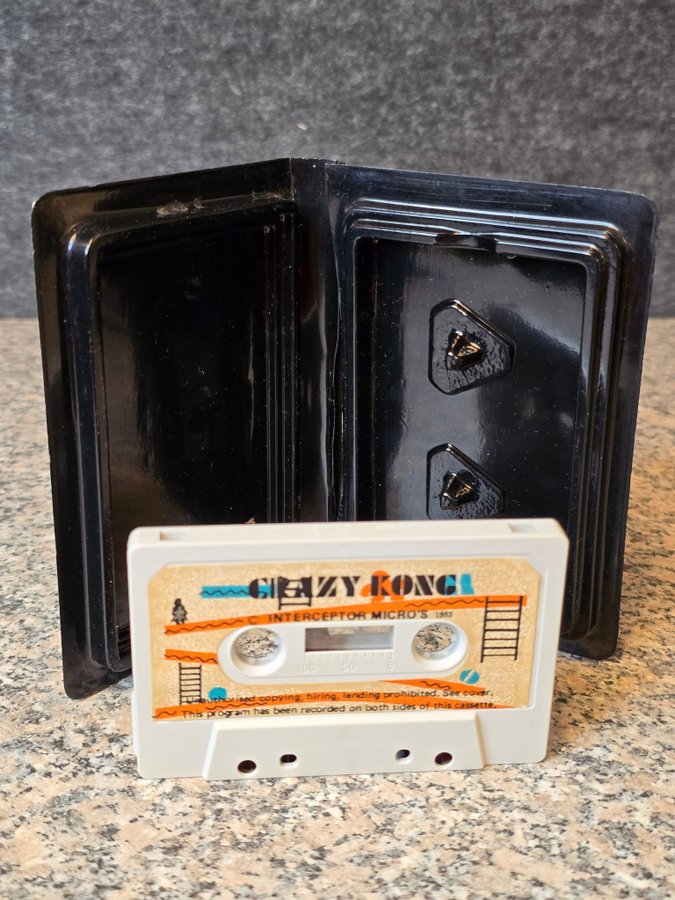 CRAZY KONG
© INTERCEPTOR MICRO'S 1983
100 50 0
Unauthorised copying, hiring, lending prohibited. See cover.
This program has been recorded on both sides of this cassette.